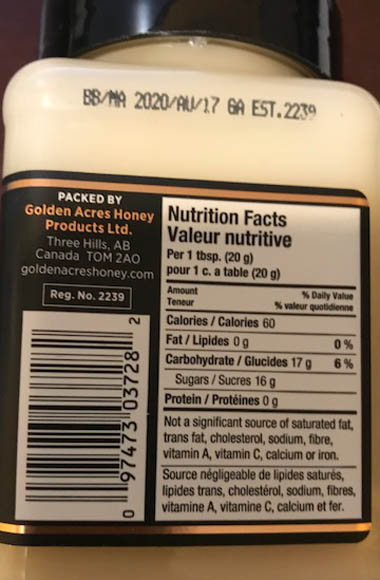 BB/MA 2020/AU/17 GA EST.2239
PACKED BY
Golden Acres Honey
Products Ltd.
Three Hills, AB
Canada TOM 2AO
goldenacreshoney.com
Reg. No. 2239
0 97473 03728 2
Nutrition Facts
Valeur nutritive
Per 1 tbsp. (20 g)
pour 1 c. a table (20 g)
Amount % Daily Value
Teneur % valeur quotidienne
Calories / Calories 60
Fat / Lipides 0 g 0 %
Carbohydrate / Glucides 17 g 6 %
Sugars / Sucres 16 g
Protein / Protéines 0 g
Not a significant source of saturated fat,
trans fat, cholesterol, sodium, fibre,
vitamin A, vitamin C, calcium or iron.
Source négligeable de lipides saturés,
lipides trans, cholestérol, sodium, fibres,
vitamine A, vitamine C, calcium et fer.